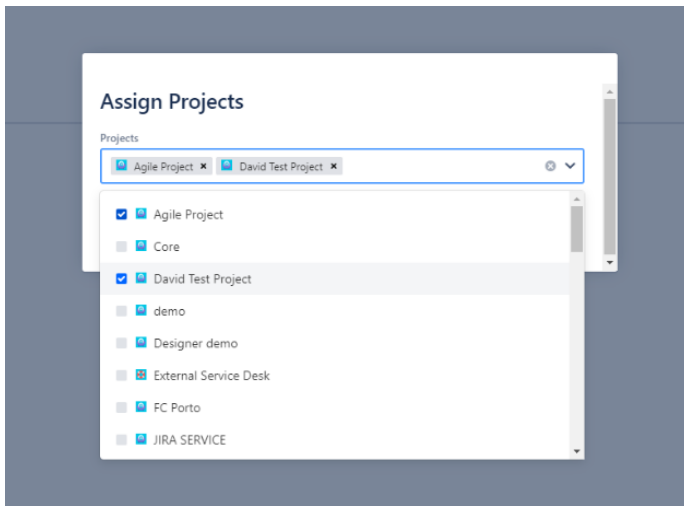 Assign Projects
Projects
Agile Project × David Test Project ×
Agile Project
Core
David Test Project
demo
Designer demo
External Service Desk
FC Porto
JIRA SERVICE